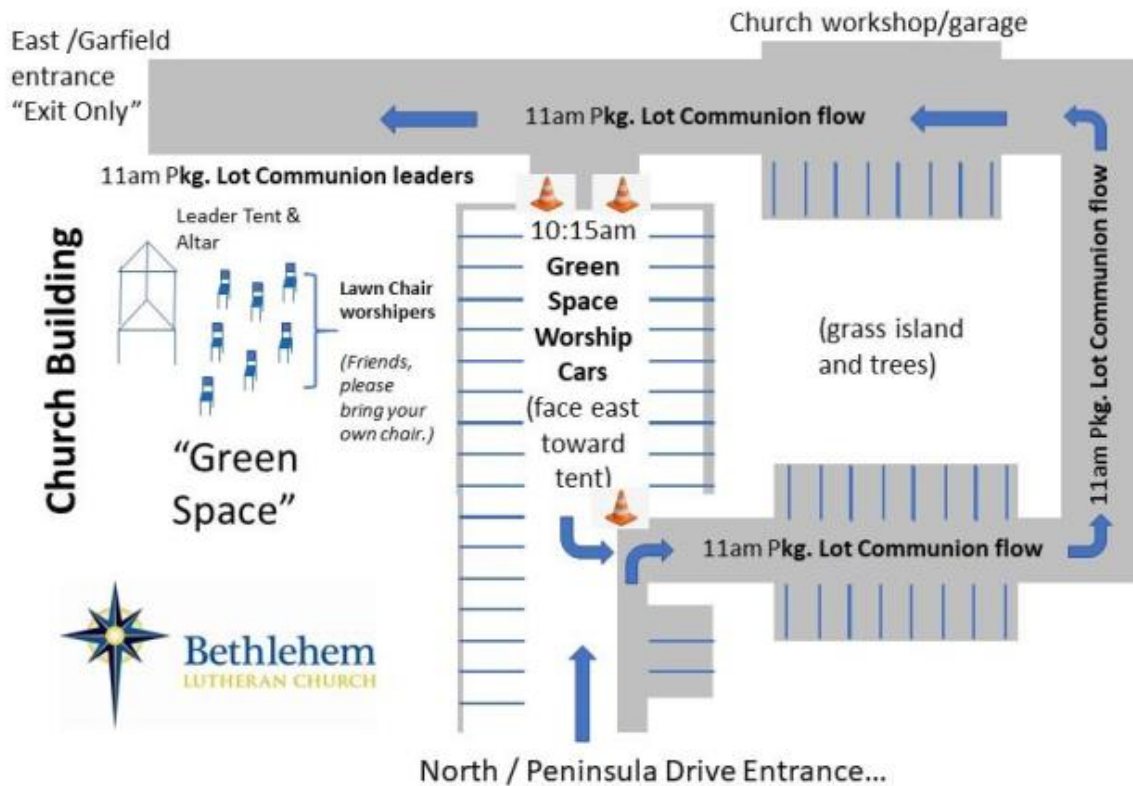 Church workshop/garage
East /Garfield
entrance
“Exit Only”
11am Pkg. Lot Communion flow
11am Pkg. Lot Communion leaders
Leader Tent &
Altar
Church Building
Lawn Chair
worshipers
(Friends,
please
bring your
own chair.)
“Green
Space”
10:15am
Green
Space
Worship
Cars
(face east
toward
tent)
(grass island
and trees)
11am Pkg. Lot Communion flow
11am Pkg. Lot Communion flow
Bethlehem
LUTHERAN CHURCH
North / Peninsula Drive Entrance...